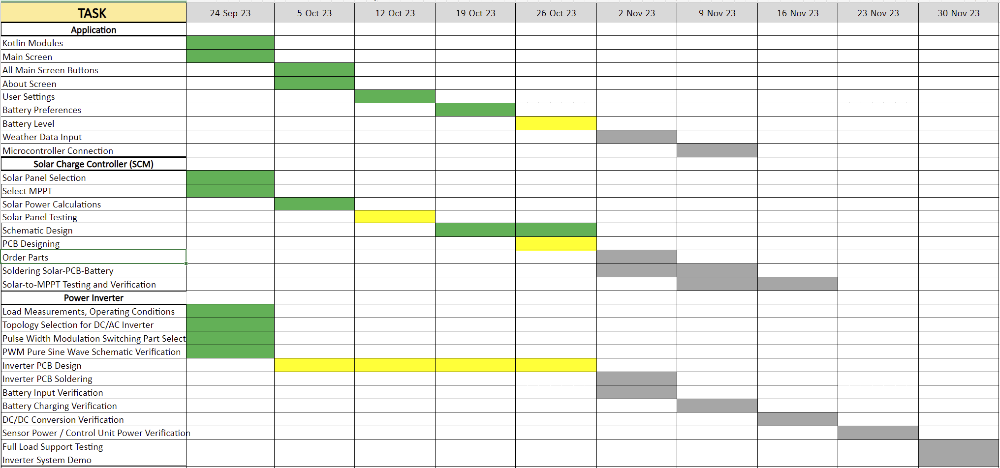 TASK 24-Sep-23 5-Oct-23 12-Oct-23 19-Oct-23 26-Oct-23 2-Nov-23 9-Nov-23 16-Nov-23 23-Nov-23 30-Nov-23
Application
Kotlin Modules
Main Screen
All Main Screen Buttons
About Screen
User Settings
Battery Preferences
Battery Level
Weather Data Input
Microcontroller Connection
Solar Charge Controller (SCM)
Solar Panel Selection
Select MPPT
Solar Power Calculations
Solar Panel Testing
Schematic Design
PCB Designing
Order Parts
Soldering Solar-PCB-Battery
Solar-to-MPPT Testing and Verification
Power Inverter
Load Measurements, Operating Conditions
Topology Selection for DC/AC Inverter
Pulse Width Modulation Switching Part Select
PWM Pure Sine Wave Schematic Verification
Inverter PCB Design
Inverter PCB Soldering
Battery Input Verification
Battery Charging Verification
DC/DC Conversion Verification
Sensor Power / Control Unit Power Verification
Full Load Support Testing
Inverter System Demo